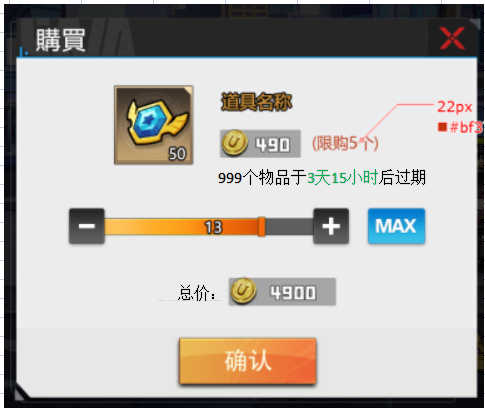 購買
道具名称
22px
490 (限购5个)
#bf3
50
999个物品于3天15小时后过期
13
MAX
总价：
4900
确认